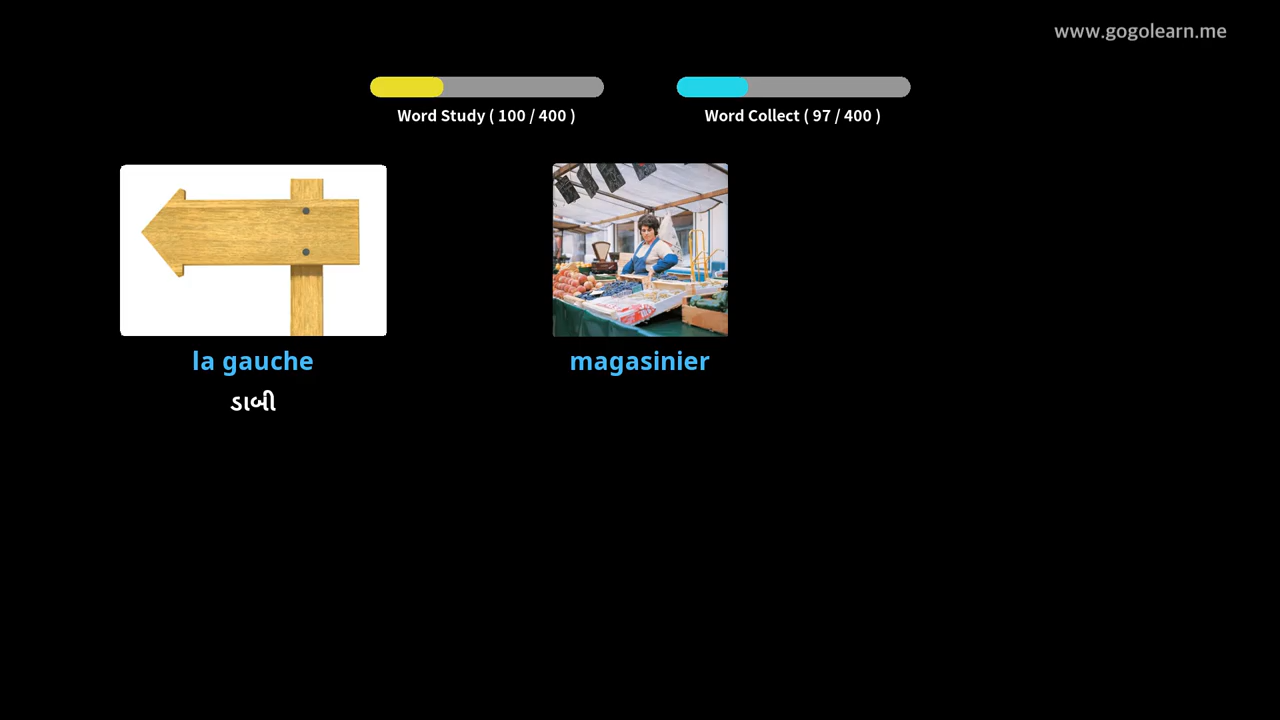 www.gogolearn.me
Word Study ( 100 / 400 )
Word Collect ( 97 / 400 )
la gauche
magasinier
ડાબી